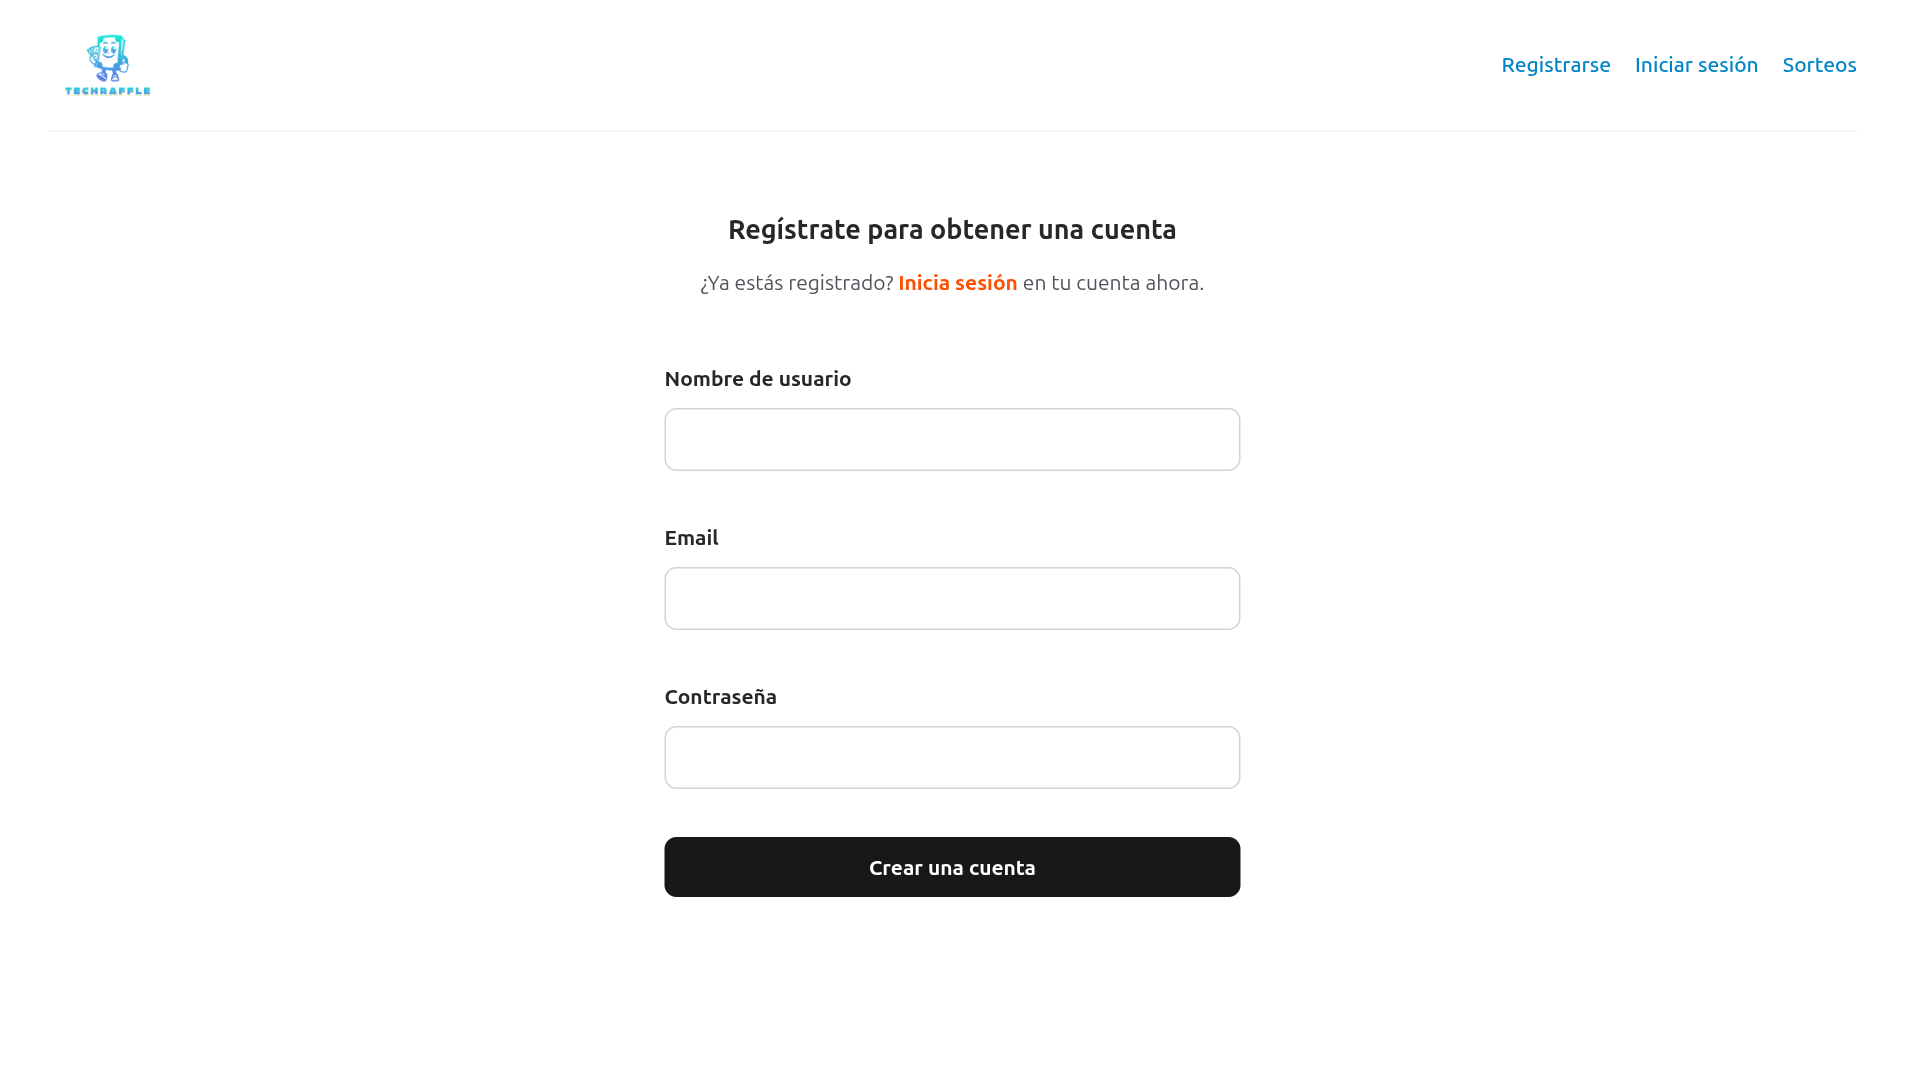 TECHRAFFLE
Registrarse Iniciar sesión Sorteos
Regístrate para obtener una cuenta
¿Ya estás registrado? Inicia sesión en tu cuenta ahora.
Nombre de usuario
Email
Contraseña
Crear una cuenta